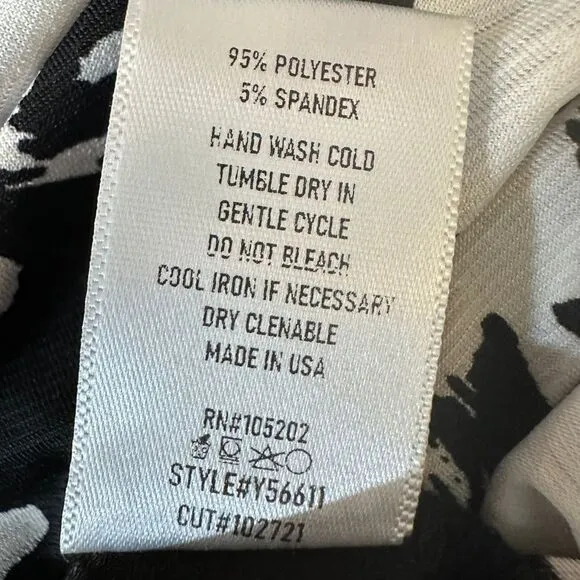 95% POLYESTER
5% SPANDEX
HAND WASH COLD
TUMBLE DRY IN
GENTLE CYCLE
DO NOT BLEACH
COOL IRON IF NECESSARY
DRY CLENABLE
MADE IN USA
RN#105202
STYLE#Y56611
CUT#102721